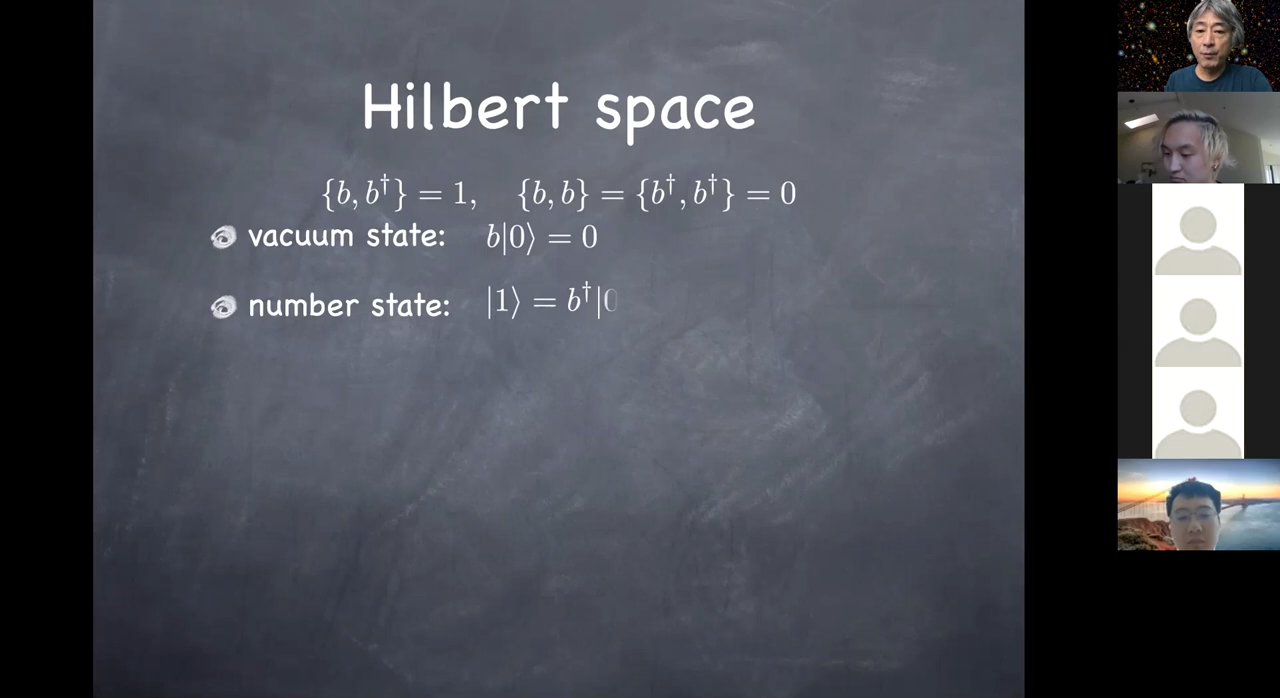 Hilbert space
{b, b†} = 1, {b, b} = {b†, b†} = 0
vacuum state: b|0⟩ = 0
number state: |1⟩ = b†|0